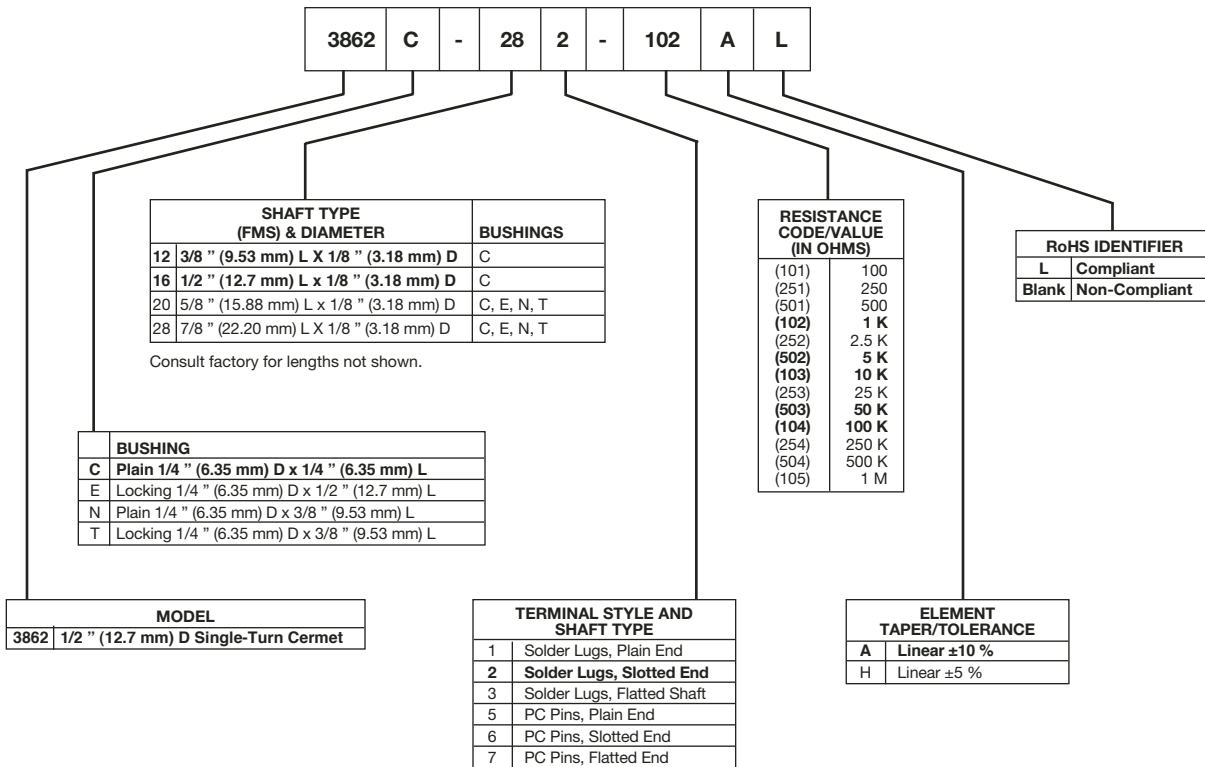 3862 C - 28 2 - 102 A L
SHAFT TYPE
(FMS) & DIAMETER BUSHINGS
12 3/8 " (9.53 mm) L X 1/8 " (3.18 mm) D C
16 1/2 " (12.7 mm) L x 1/8 " (3.18 mm) D C
20 5/8 " (15.88 mm) L x 1/8 " (3.18 mm) D C, E, N, T
28 7/8 " (22.20 mm) L X 1/8 " (3.18 mm) D C, E, N, T
Consult factory for lengths not shown.
RESISTANCE
CODE/VALUE
(IN OHMS)
(101) 100
(251) 250
(501) 500
(102) 1 K
(252) 2.5 K
(502) 5 K
(103) 10 K
(253) 25 K
(503) 50 K
(104) 100 K
(254) 250 K
(504) 500 K
(105) 1 M
RoHS IDENTIFIER
L Compliant
Blank Non-Compliant
BUSHING
C Plain 1/4 " (6.35 mm) D x 1/4 " (6.35 mm) L
E Locking 1/4 " (6.35 mm) D x 1/2 " (12.7 mm) L
N Plain 1/4 " (6.35 mm) D x 3/8 " (9.53 mm) L
T Locking 1/4 " (6.35 mm) D x 3/8 " (9.53 mm) L
MODEL
3862 1/2 " (12.7 mm) D Single-Turn Cermet
TERMINAL STYLE AND
SHAFT TYPE
1 Solder Lugs, Plain End
2 Solder Lugs, Slotted End
3 Solder Lugs, Flatted Shaft
5 PC Pins, Plain End
6 PC Pins, Slotted End
7 PC Pins, Flatted End
ELEMENT
TAPER/TOLERANCE
A Linear ±10 %
H Linear ±5 %